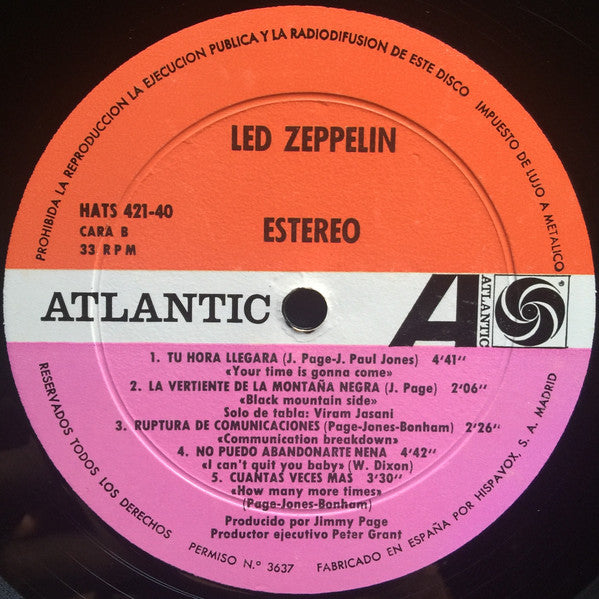 PROHIBIDA LA REPRODUCCION LA EJECUCION PUBLICA Y LA RADIODIFUSION DE ESTE DISCO
IMPUESTO DE LUJO A METALICO
LED ZEPPELIN
HATS 421-40
CARA B
33 RPM
ESTEREO
ATLANTIC
A
ATLANTIC
1. TU HORA LLEGARA (J. Page-J. Paul Jones) 4'41''
«Your time is gonna come»
2. LA VERTIENTE DE LA MONTAÑA NEGRA (J. Page) 2'06''
«Black mountain side»
Solo de tabla: Viram Jasani
3. RUPTURA DE COMUNICACIONES (Page-Jones-Bonham) 2'26''
«Communication breakdown»
4. NO PUEDO ABANDONARTE NENA 4'42''
«I can't quit you baby» (W. Dixon)
5. CUANTAS VECES MAS 3'30''
«How many more times»
(Page-Jones-Bonham)
Producido por Jimmy Page
Productor ejecutivo Peter Grant
RESERVADOS TODOS LOS DERECHOS
PERMISO N.º 3637
FABRICADO EN ESPAÑA POR HISPAVOX, S. A. MADRID